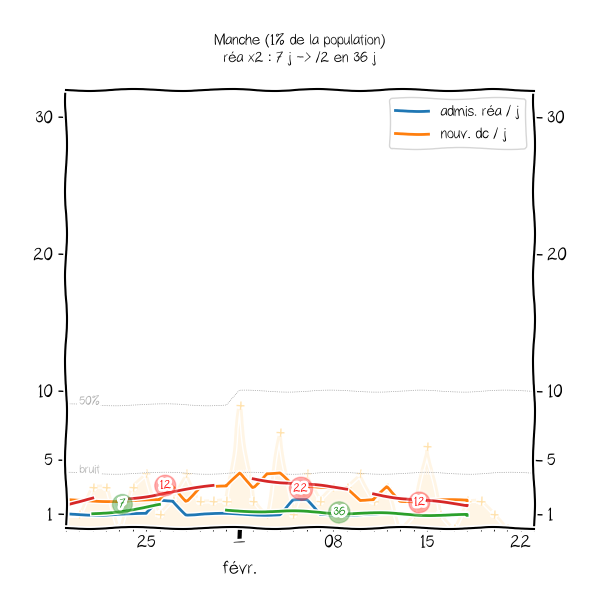 Manche (1% de la population)
réa x2 : 7 j -> /2 en 36 j
admis. réa / j
nouv. dc / j
30 30
20 20
10 10
50%
5 5
bruit
12 22 12
7 36
1 1
25 1 08 15 22
févr.